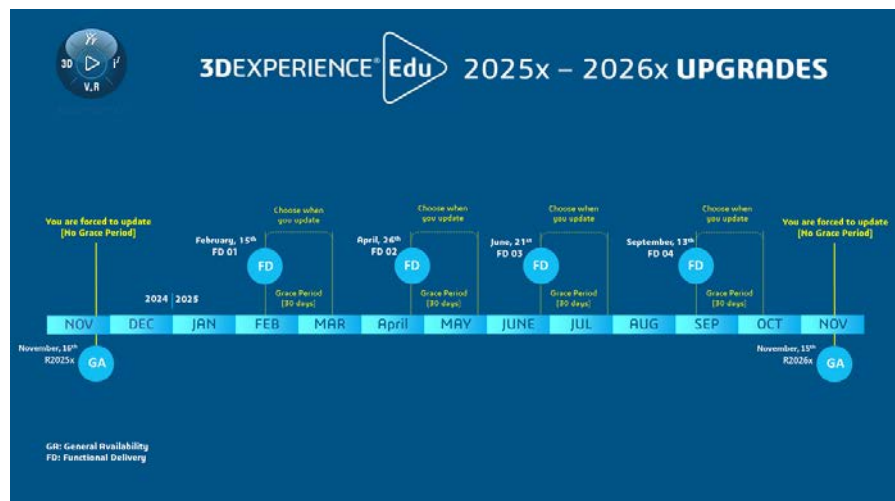 3D
i
V.R
3DEXPERIENCE® Edu 2025x – 2026x UPGRADES
You are forced to update
[No Grace Period]
February, 15th
FD 01
FD
Choose when
you update
Grace Period
[30 days]
April, 26th
FD 02
FD
Choose when
you update
Grace Period
[30 days]
June, 21st
FD 03
FD
Choose when
you update
Grace Period
[30 days]
September, 13th
FD 04
FD
Choose when
you update
Grace Period
[30 days]
You are forced to update
[No Grace Period]
2024 2025
NOV DEC JAN FEB MAR April MAY JUNE JUL AUG SEP OCT NOV
November, 16th
R2025x
GA
November, 15th
R2026x
GA
GA: General Availability
FD: Functional Delivery